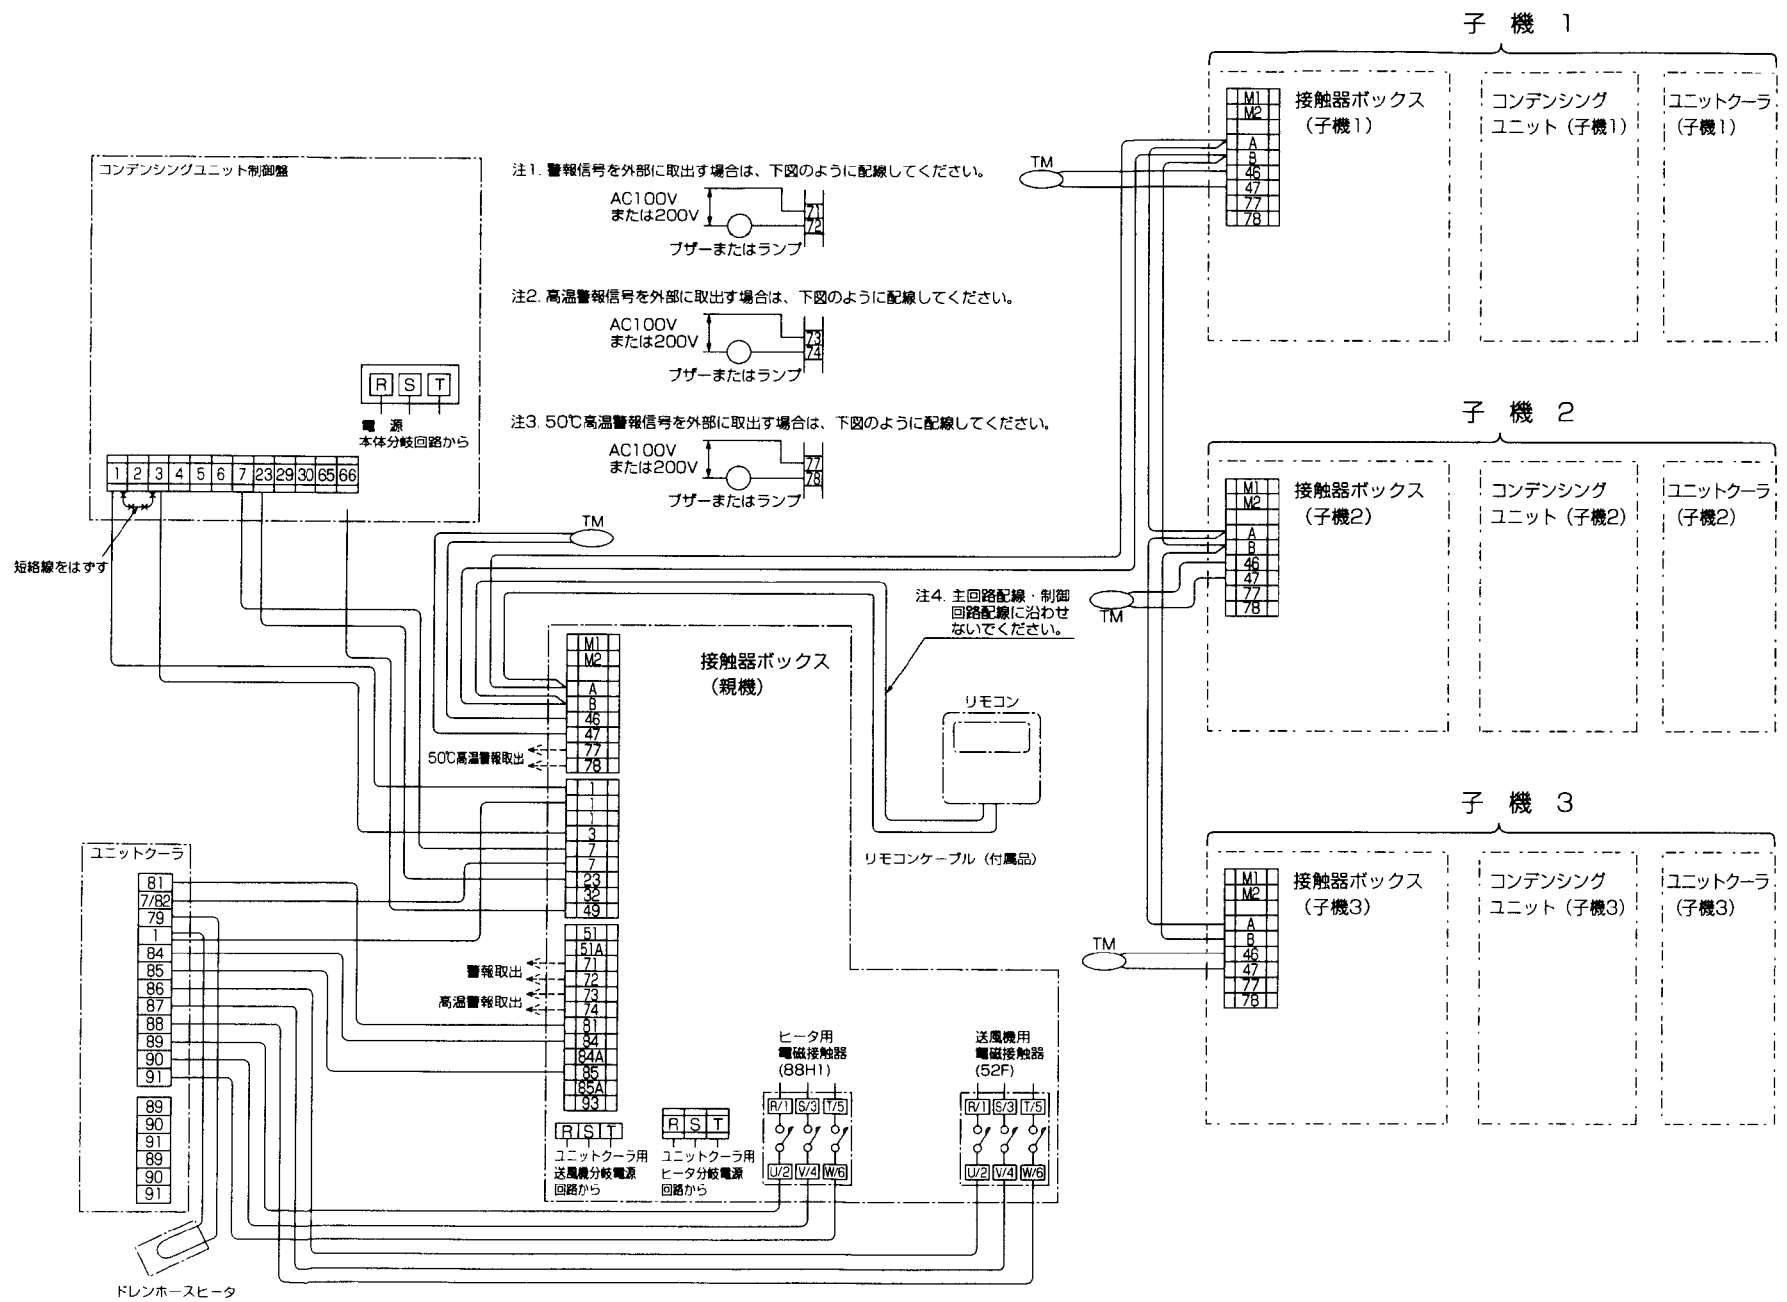 子 機 1
接触器ボックス
(子機1)
コンデンシング
ユニット (子機1)
ユニットクーラ
(子機1)
M1
M2
A
B
46
47
77
78
TM
コンデンシングユニット制御盤
R S T
電 源
本体分岐回路から
1 2 3 4 5 6 7 23 29 30 65 66
短絡線をはずす
注1. 警報信号を外部に取出す場合は、下図のように配線してください。
AC100V
または200V
71
72
ブザーまたはランプ
注2. 高温警報信号を外部に取出す場合は、下図のように配線してください。
AC100V
または200V
73
74
ブザーまたはランプ
注3. 50℃高温警報信号を外部に取出す場合は、下図のように配線してください。
AC100V
または200V
77
78
ブザーまたはランプ
TM
子 機 2
接触器ボックス
(子機2)
コンデンシング
ユニット (子機2)
ユニットクーラ
(子機2)
M1
M2
A
B
46
47
77
78
TM
注4. 主回路配線・制御
回路配線に沿わせ
ないでください。
接触器ボックス
(親機)
M1
M2
A
B
46
47
77
78
50℃高温警報取出
1
1
1
3
7
7
23
32
49
51
51A
71
72
73
74
81
84
84A
85
85A
93
警報取出
高温警報取出
リモコン
リモコンケーブル (付属品)
子 機 3
接触器ボックス
(子機3)
コンデンシング
ユニット (子機3)
ユニットクーラ
(子機3)
M1
M2
A
B
46
47
77
78
TM
ユニットクーラ
81
7/82
79
1
84
85
86
87
88
89
90
91
89
90
91
89
90
91
ドレンホースヒータ
R S T
ユニットクーラ用
送風機分岐電源
回路から
R S T
ユニットクーラ用
ヒータ分岐電源
回路から
ヒータ用
電磁接触器
(88H1)
R/1 S/3 T/5
U/2 V/4 W/6
送風機用
電磁接触器
(52F)
R/1 S/3 T/5
U/2 V/4 W/6